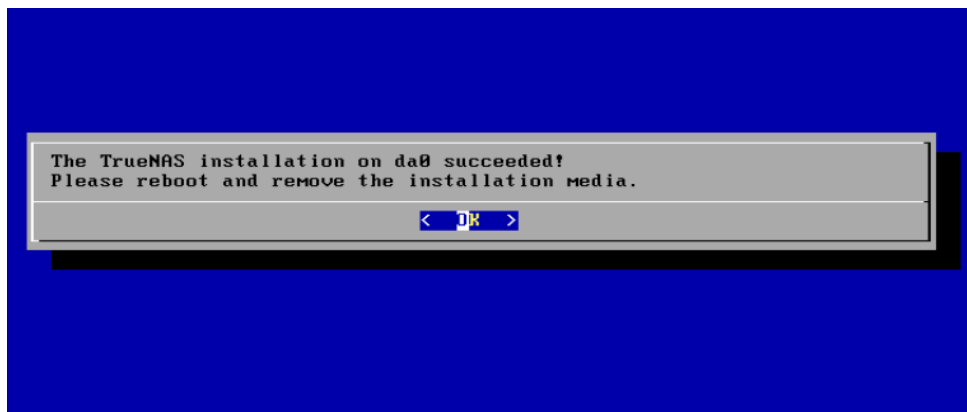 The TrueNAS installation on da0 succeeded!
Please reboot and remove the installation media.
< OK >